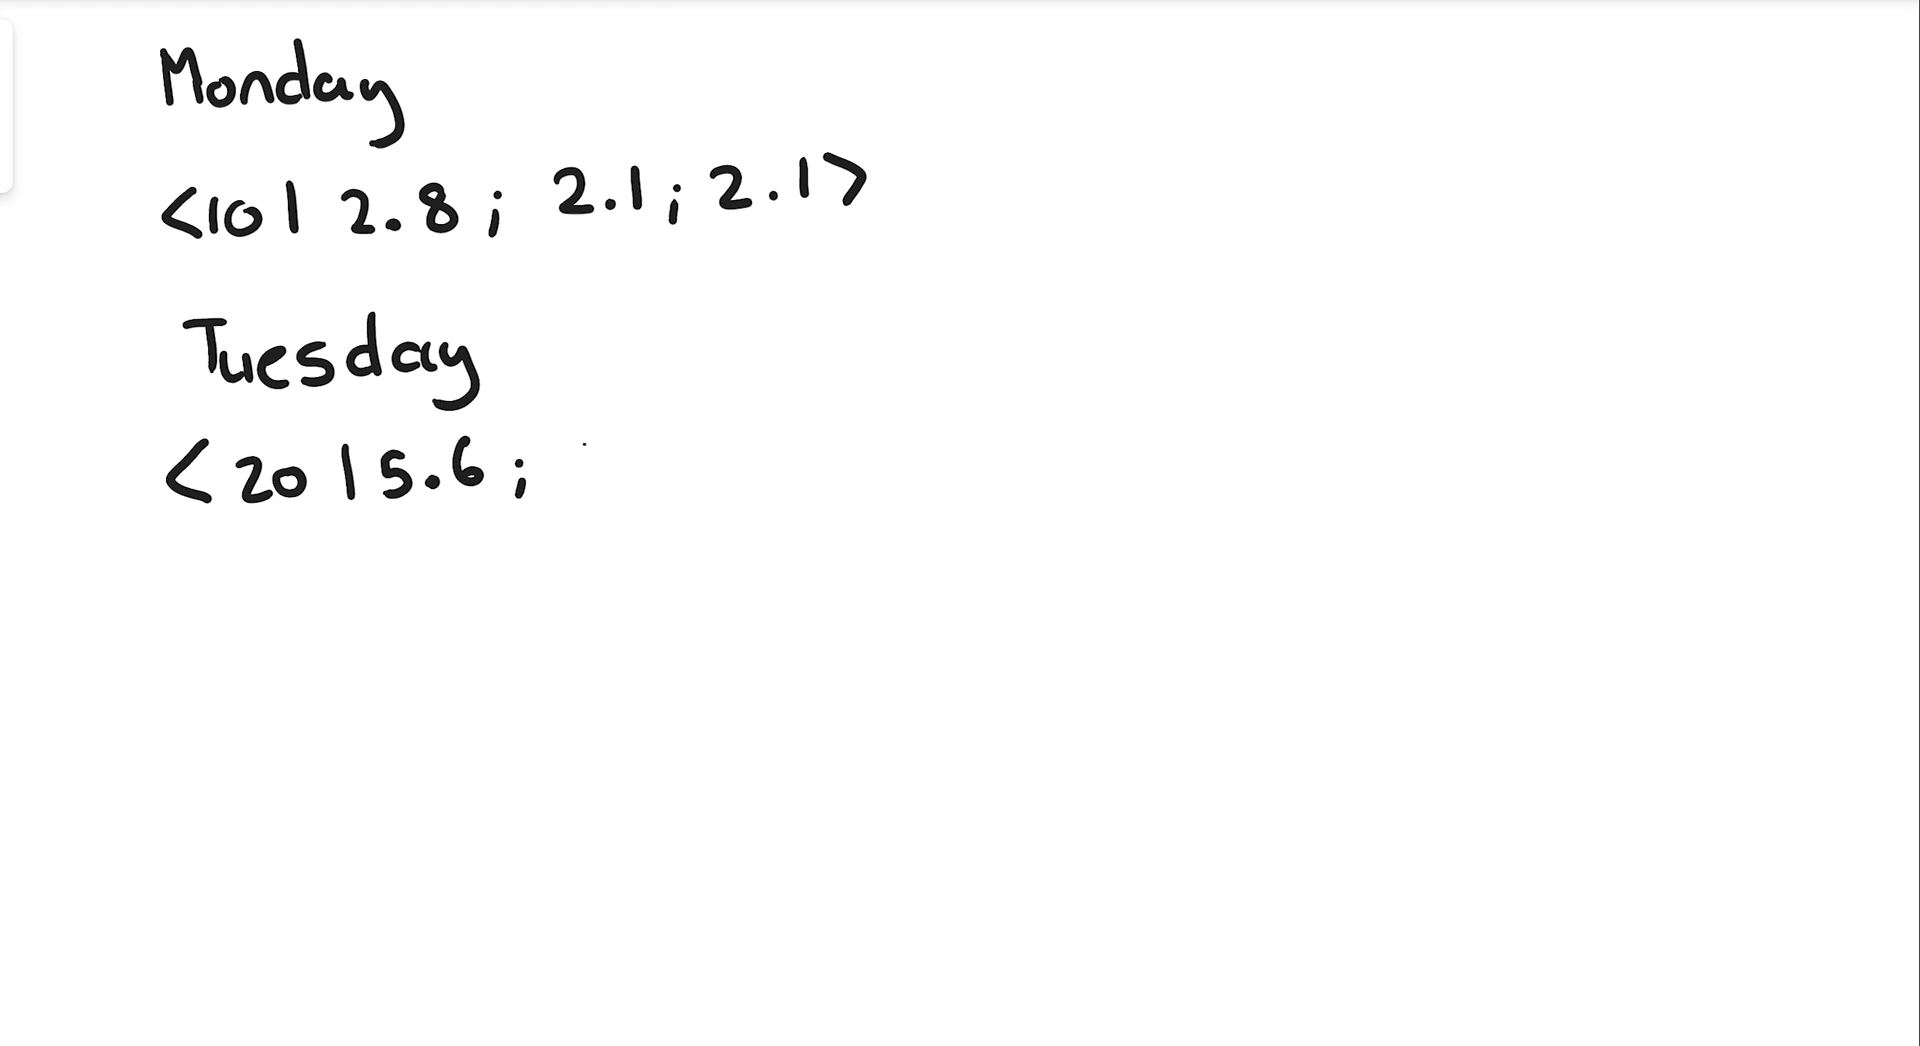 Monday
<10 | 2.8 ; 2.1 ; 2.1>
Tuesday
< 20 | 5.6 ;